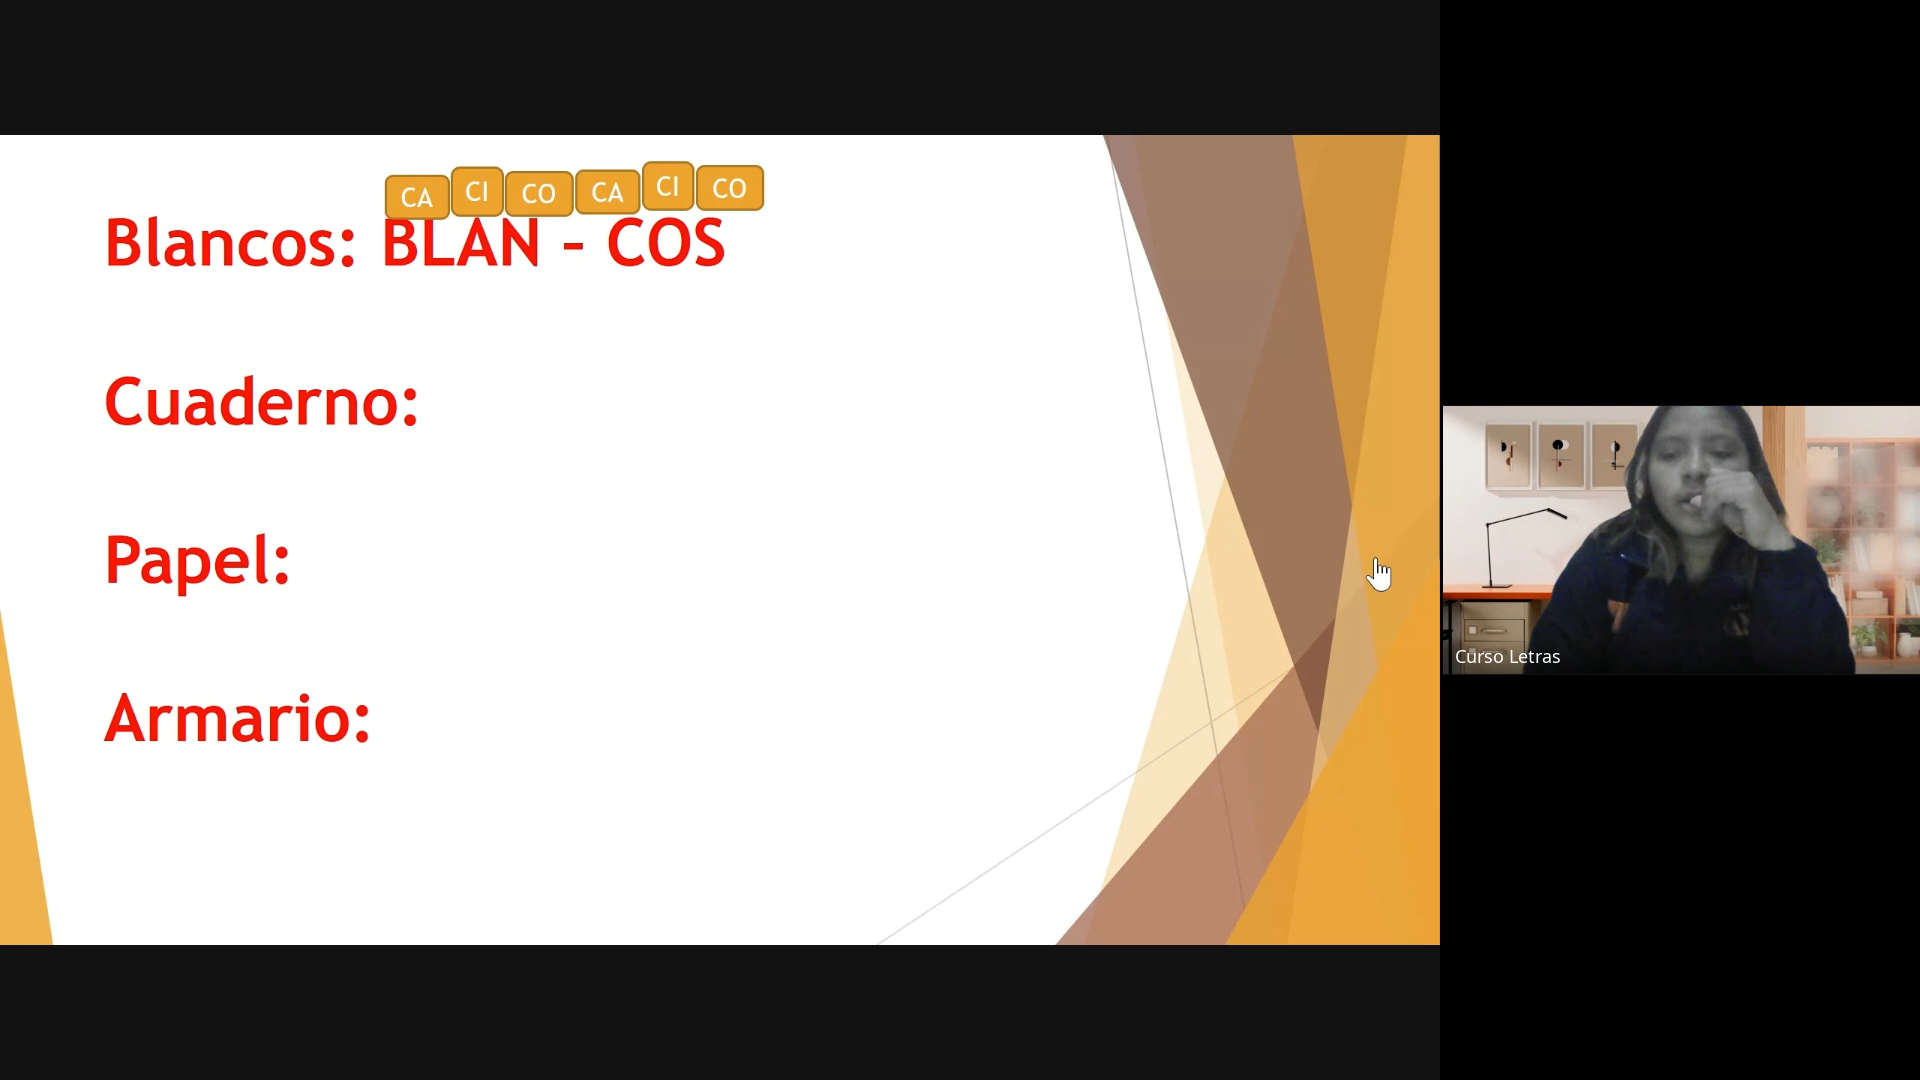 CA CI CO CA CI CO
Blancos: BLAN – COS
Cuaderno:
Papel:
Armario:
Curso Letras